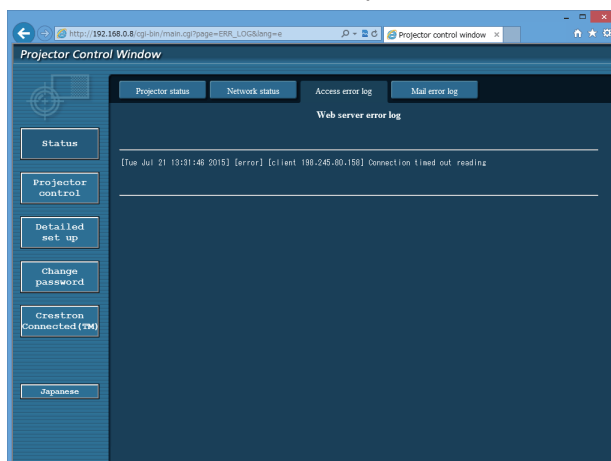 http://192.168.0.8/cgi-bin/main.cgi?page=ERR_LOG&lang=e
Projector control window
Projector Control Window
Projector status
Network status
Access error log
Mail error log
Web server error log
Status
[Tue Jul 21 13:31:46 2015] [error] [client 198.245.80.158] Connection timed out reading
Projector
control
Detailed
set up
Change
password
Crestron
Connected(TM)
Japanese